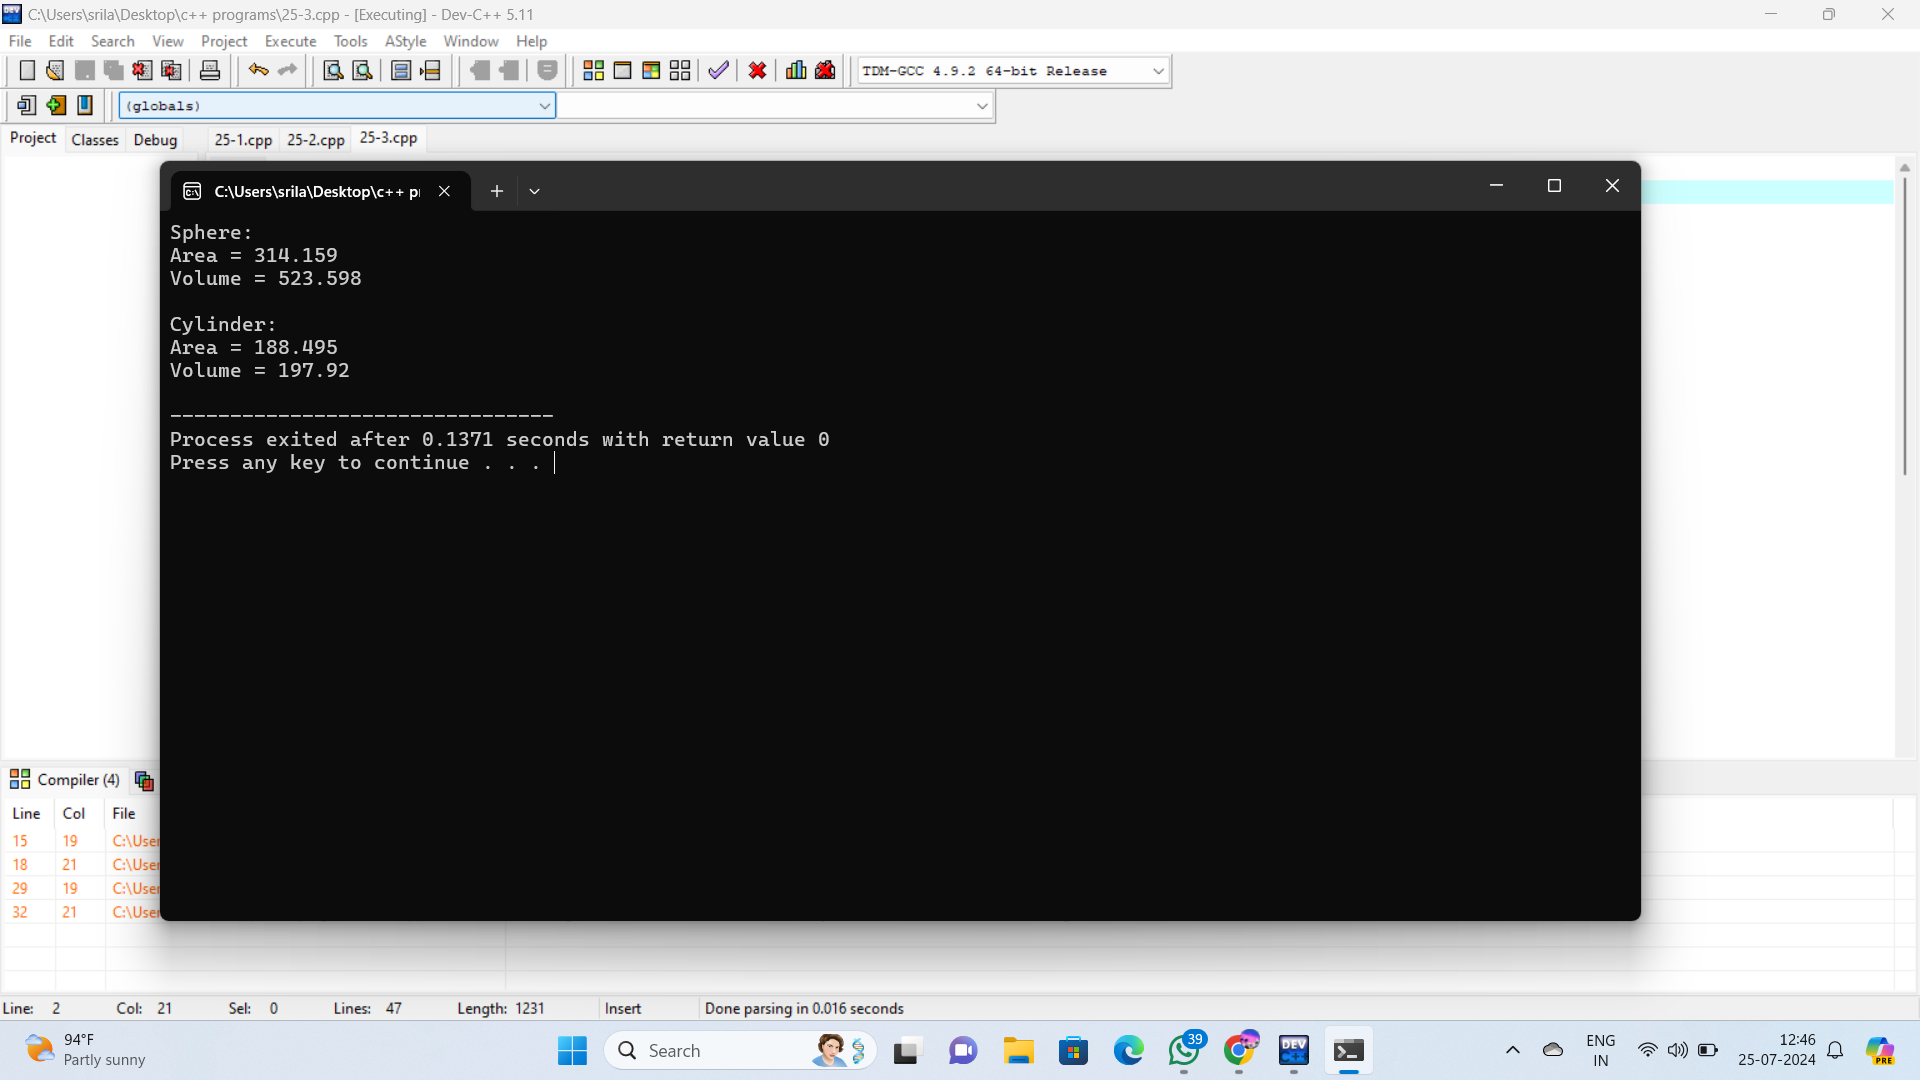 C:\Users\srila\Desktop\c++ programs\25-3.cpp - [Executing] - Dev-C++ 5.11
File Edit Search View Project Execute Tools AStyle Window Help
TDM-GCC 4.9.2 64-bit Release
(globals)
Project Classes Debug 25-1.cpp 25-2.cpp 25-3.cpp
C:\Users\srila\Desktop\c++ p
Sphere:
Area = 314.159
Volume = 523.598
Cylinder:
Area = 188.495
Volume = 197.92
--------------------------------
Process exited after 0.1371 seconds with return value 0
Press any key to continue . . .
Compiler (4)
Line Col File
15 19 C:\User
18 21 C:\User
29 19 C:\User
32 21 C:\User
Line: 2 Col: 21 Sel: 0 Lines: 47 Length: 1231 Insert Done parsing in 0.016 seconds
94°F
Partly sunny
Search
39
DEV
ENG
IN
12:46
25-07-2024
PRE